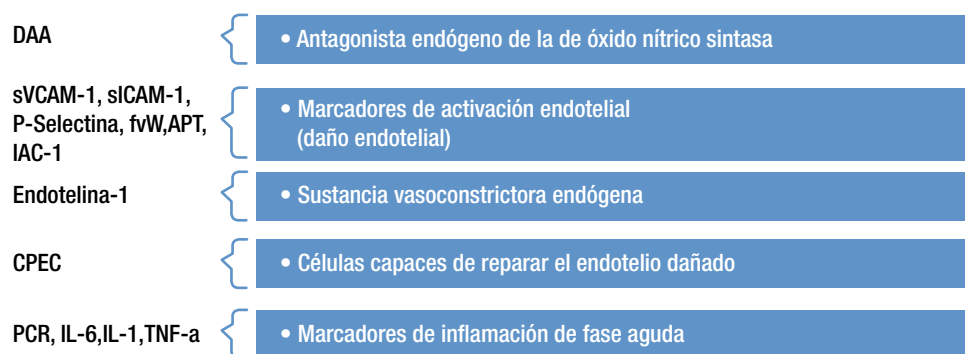 DAA
• Antagonista endógeno de la de óxido nítrico sintasa
sVCAM-1, sICAM-1,
P-Selectina, fvW,APT,
IAC-1
• Marcadores de activación endotelial
(daño endotelial)
Endotelina-1
• Sustancia vasoconstrictora endógena
CPEC
• Células capaces de reparar el endotelio dañado
PCR, IL-6,IL-1,TNF-a
• Marcadores de inflamación de fase aguda